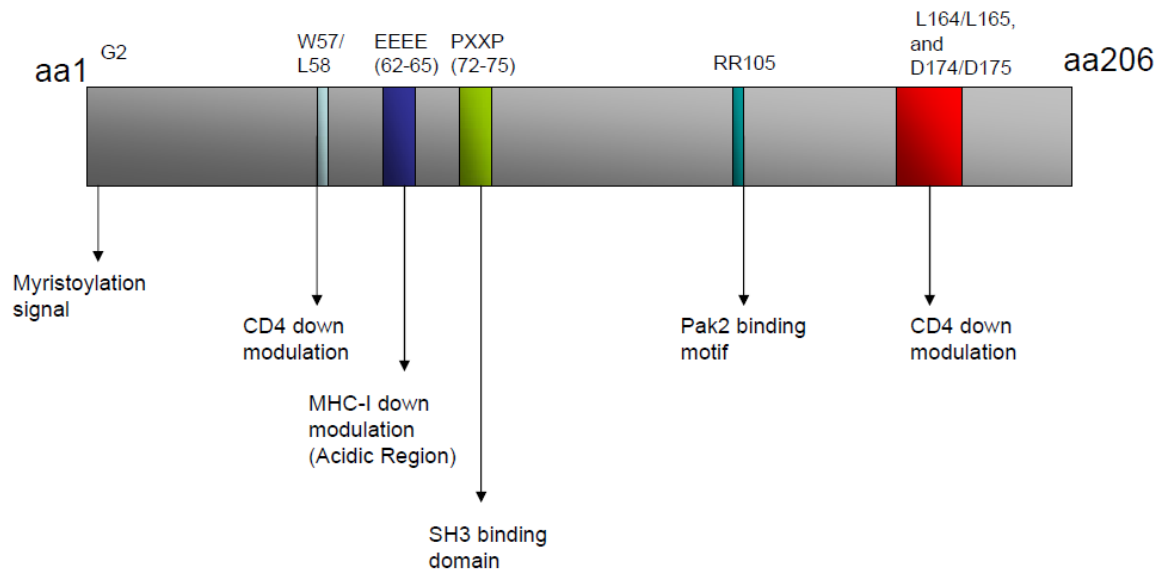 aa1
G2
W57/
L58
EEEE
(62-65)
PXXP
(72-75)
RR105
L164/L165,
and
D174/D175
aa206
Myristoylation
signal
CD4 down
modulation
MHC-I down
modulation
(Acidic Region)
SH3 binding
domain
Pak2 binding
motif
CD4 down
modulation